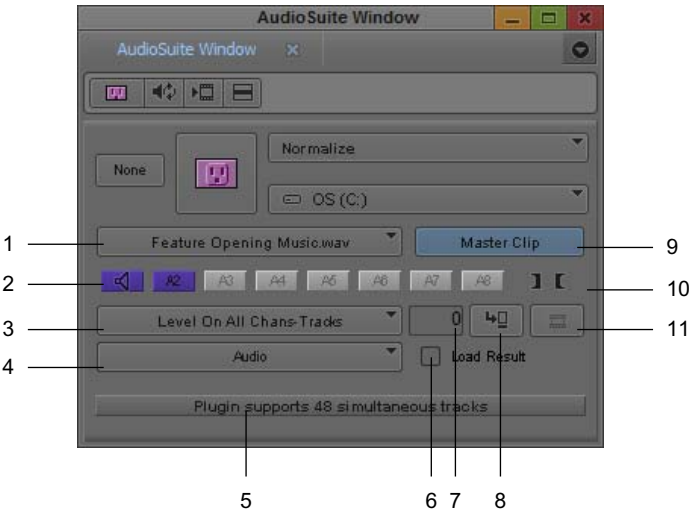 AudioSuite Window
AudioSuite Window
None
Normalize
OS (C:)
1
Feature Opening Music.wav
Master Clip
9
2
A2
A3
A4
A5
A6
A7
A8
10
3
Level On All Chans-Tracks
0
11
4
Audio
Load Result
Plugin supports 48 simultaneous tracks
5
6
7
8